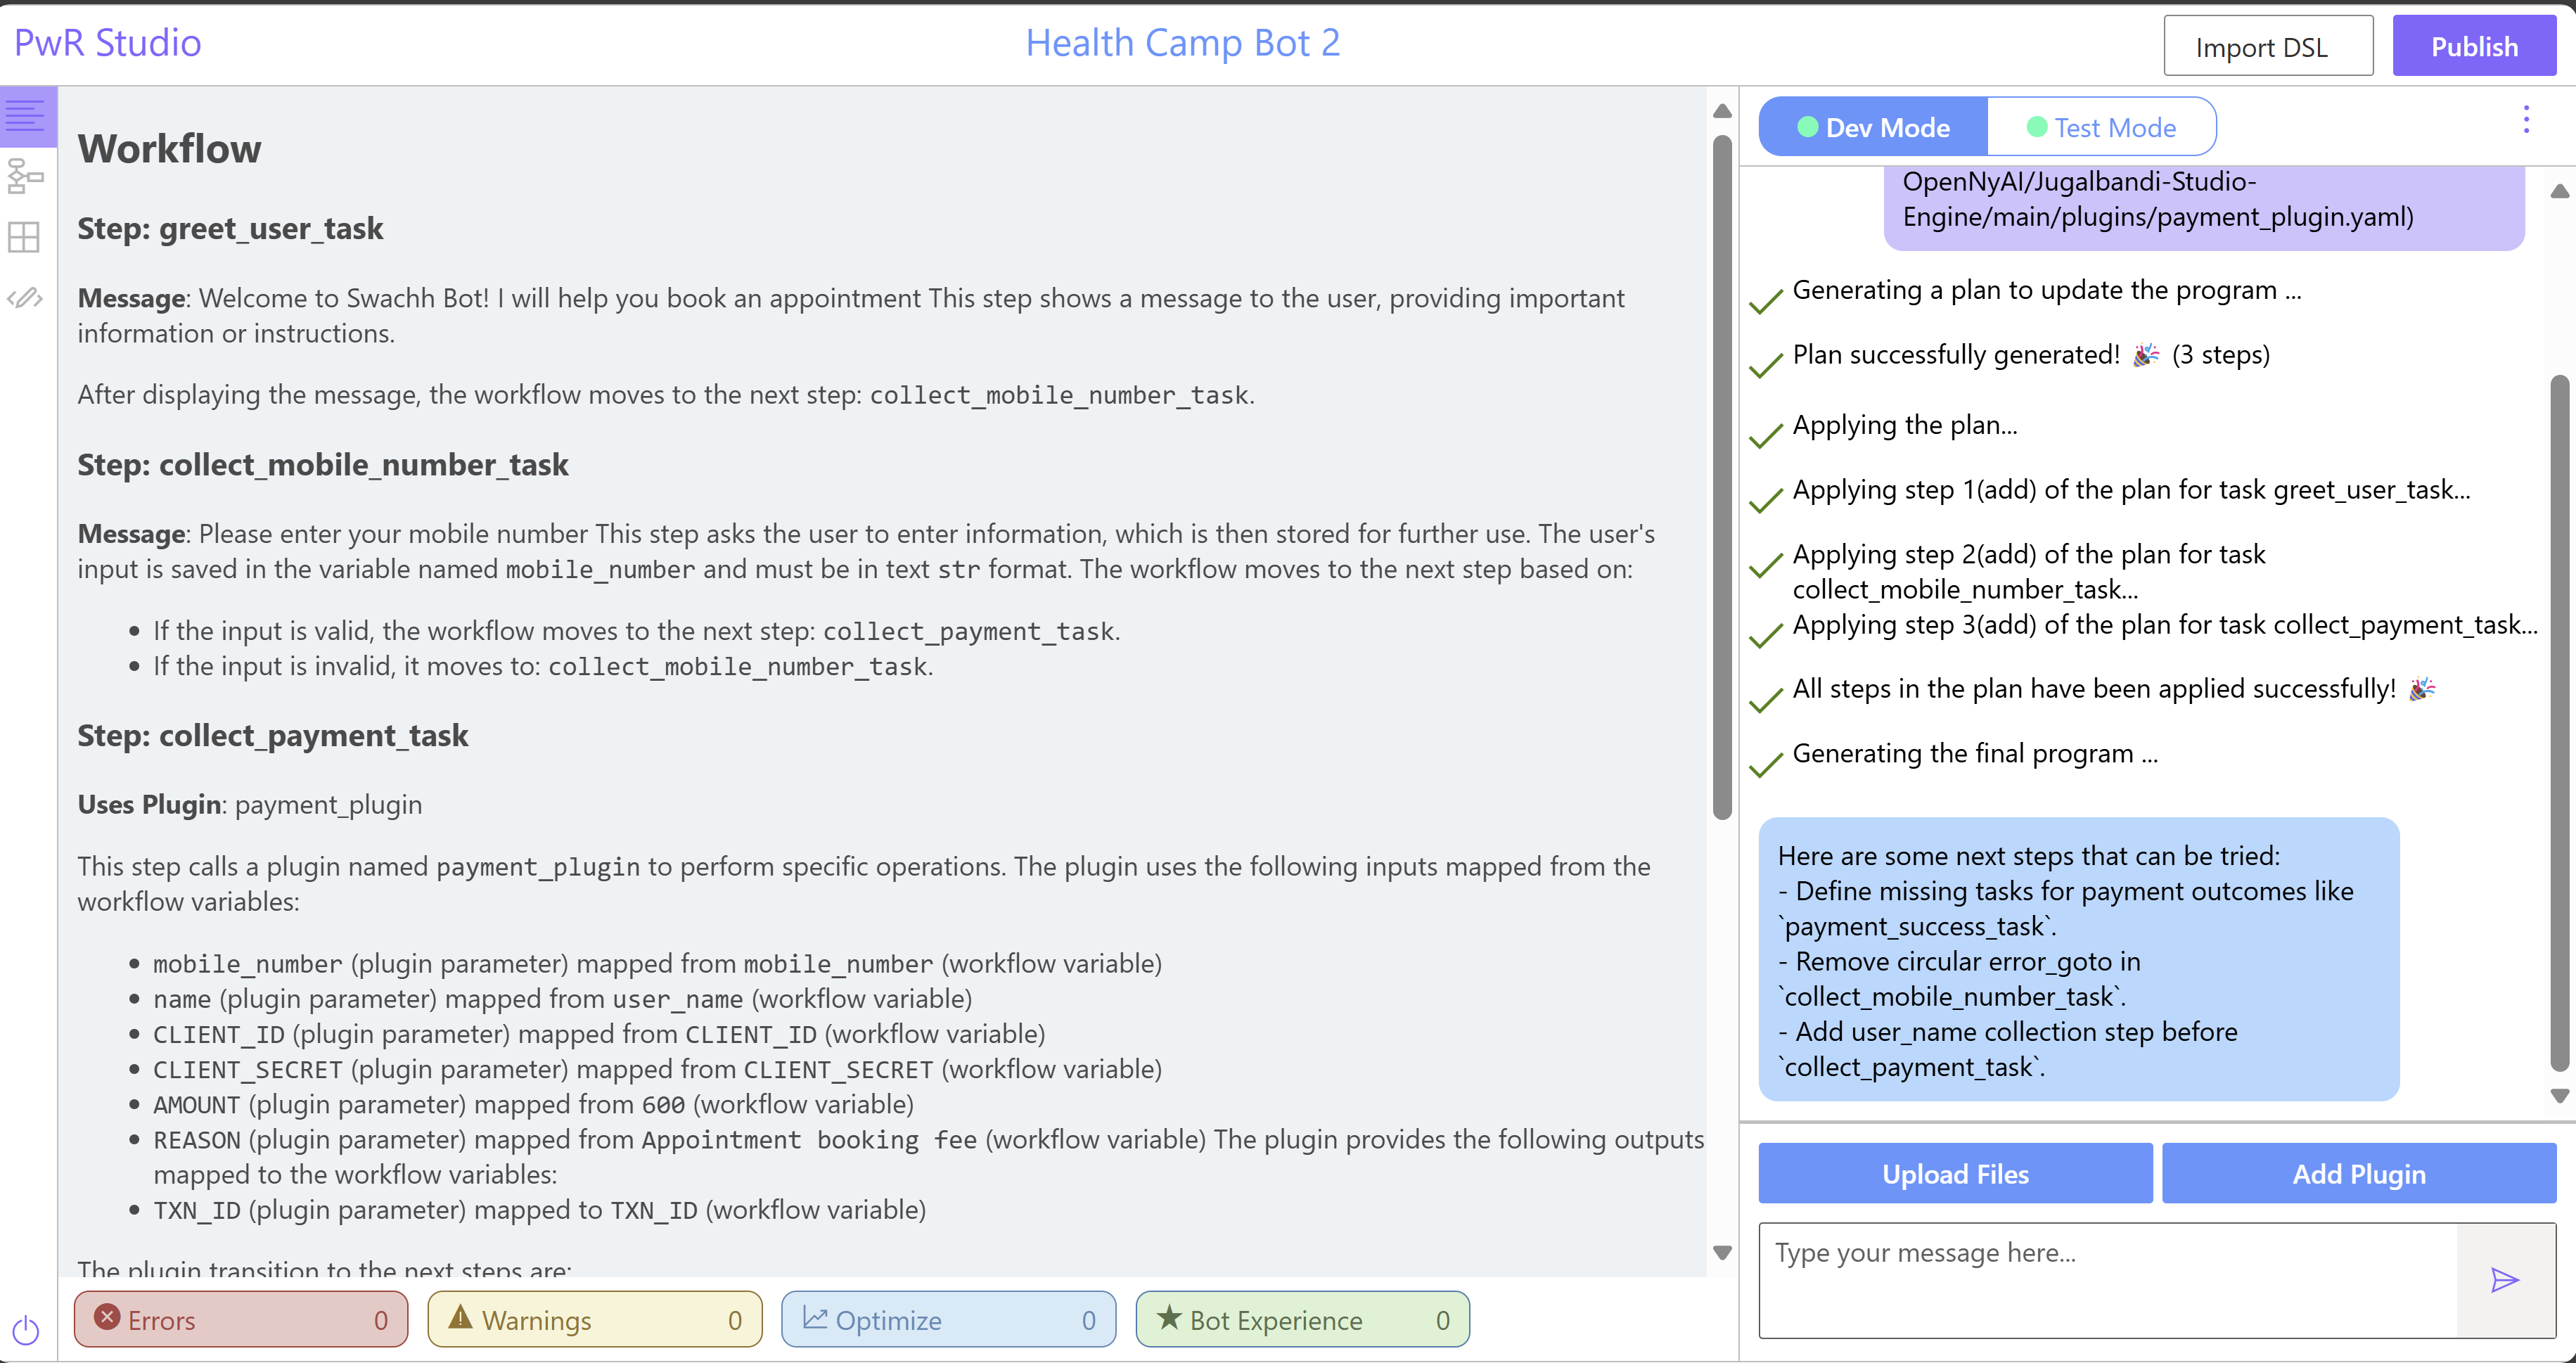 PwR Studio
Health Camp Bot 2
Import DSL
Publish
Workflow
Step: greet_user_task
Message: Welcome to Swachh Bot! I will help you book an appointment This step shows a message to the user, providing important
information or instructions.
After displaying the message, the workflow moves to the next step: collect_mobile_number_task.
Step: collect_mobile_number_task
Message: Please enter your mobile number This step asks the user to enter information, which is then stored for further use. The user's
input is saved in the variable named mobile_number and must be in text str format. The workflow moves to the next step based on:
• If the input is valid, the workflow moves to the next step: collect_payment_task.
• If the input is invalid, it moves to: collect_mobile_number_task.
Step: collect_payment_task
Uses Plugin: payment_plugin
This step calls a plugin named payment_plugin to perform specific operations. The plugin uses the following inputs mapped from the
workflow variables:
• mobile_number (plugin parameter) mapped from mobile_number (workflow variable)
• name (plugin parameter) mapped from user_name (workflow variable)
• CLIENT_ID (plugin parameter) mapped from CLIENT_ID (workflow variable)
• CLIENT_SECRET (plugin parameter) mapped from CLIENT_SECRET (workflow variable)
• AMOUNT (plugin parameter) mapped from 600 (workflow variable)
• REASON (plugin parameter) mapped from Appointment booking fee (workflow variable) The plugin provides the following outputs
mapped to the workflow variables:
• TXN_ID (plugin parameter) mapped to TXN_ID (workflow variable)
The plugin transition to the next steps are:
Errors 0
Warnings 0
Optimize 0
Bot Experience 0
Dev Mode
Test Mode
OpenNyAI/Jugalbandi-Studio-
Engine/main/plugins/payment_plugin.yaml)
Generating a plan to update the program ...
Plan successfully generated! 🎉 (3 steps)
Applying the plan...
Applying step 1(add) of the plan for task greet_user_task...
Applying step 2(add) of the plan for task
collect_mobile_number_task...
Applying step 3(add) of the plan for task collect_payment_task...
All steps in the plan have been applied successfully! 🎉
Generating the final program ...
Here are some next steps that can be tried:
- Define missing tasks for payment outcomes like
`payment_success_task`.
- Remove circular error_goto in
`collect_mobile_number_task`.
- Add user_name collection step before
`collect_payment_task`.
Upload Files
Add Plugin
Type your message here...